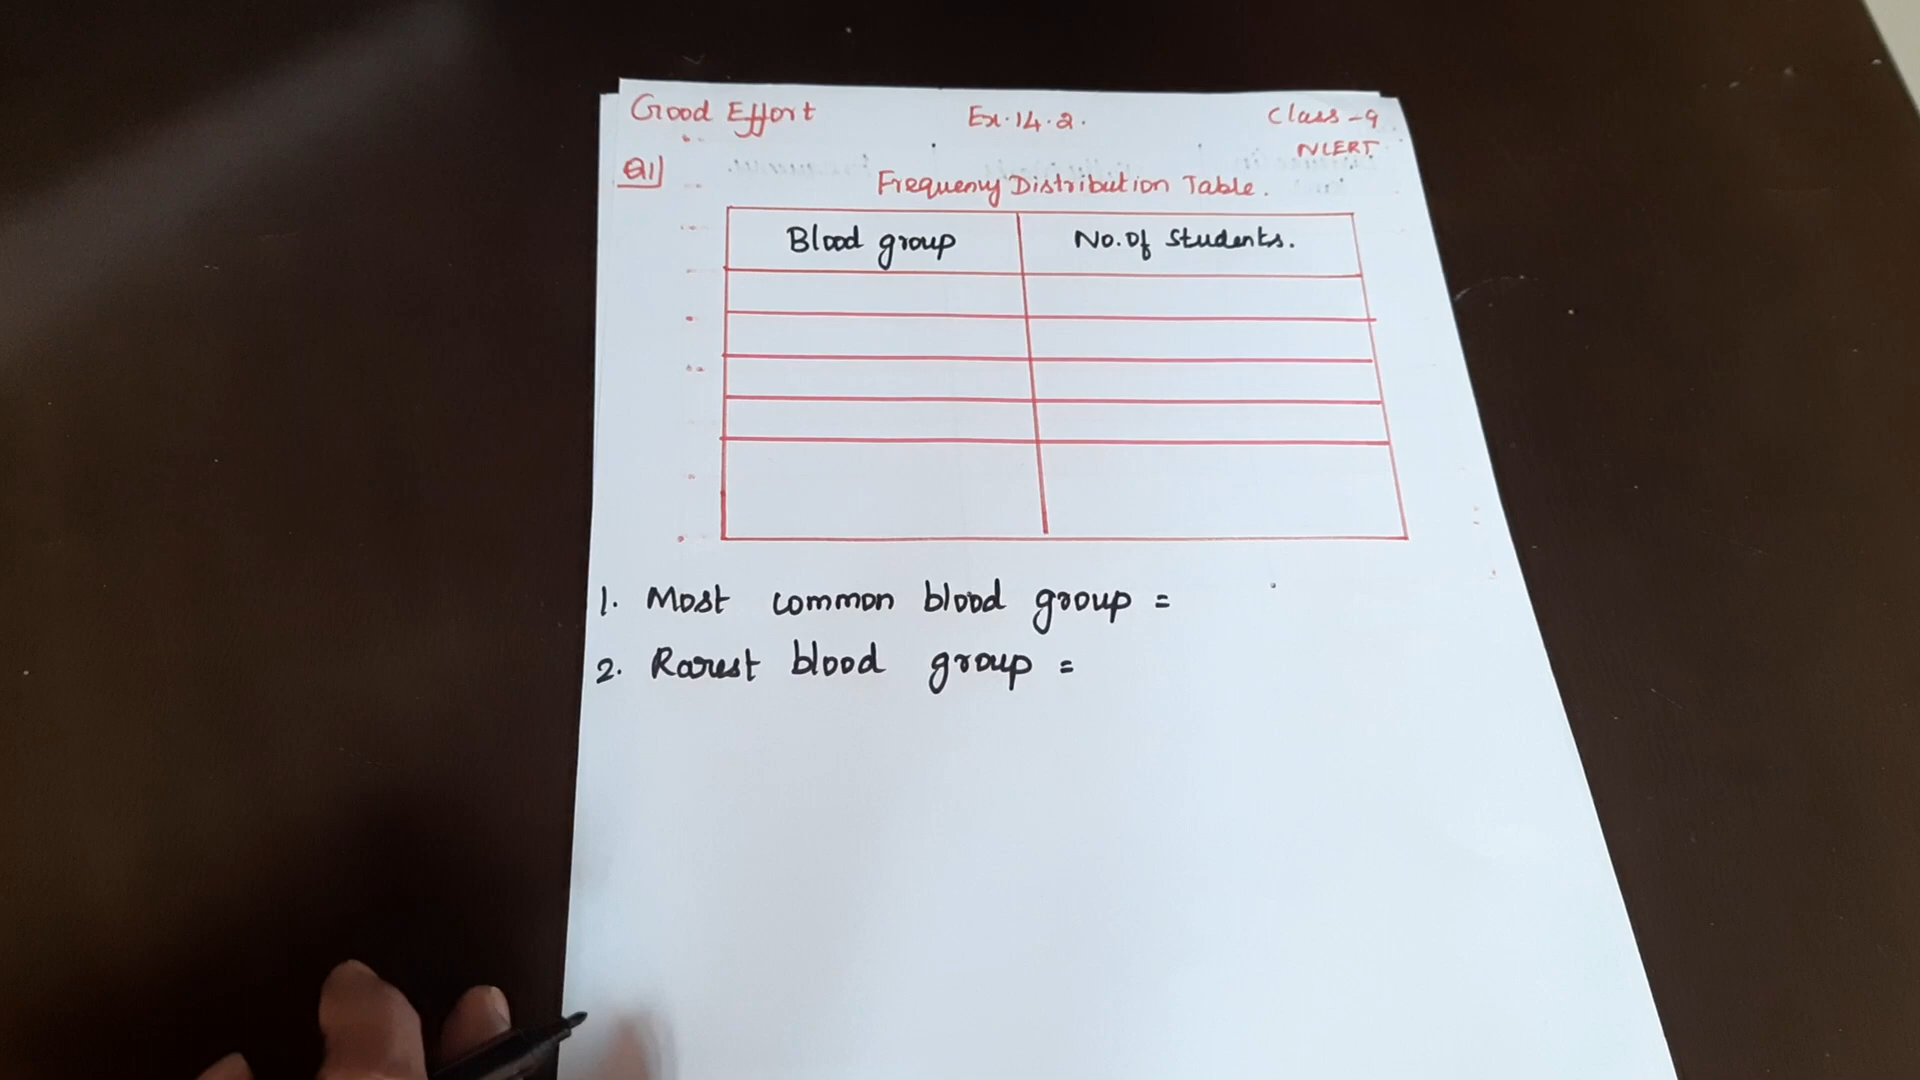 Good Effort Ex.14.2. Class-9
NCERT
Q1)
Frequency Distribution Table.
Blood group No. Of Students.
1. Most common blood group =
2. Rarest blood group =